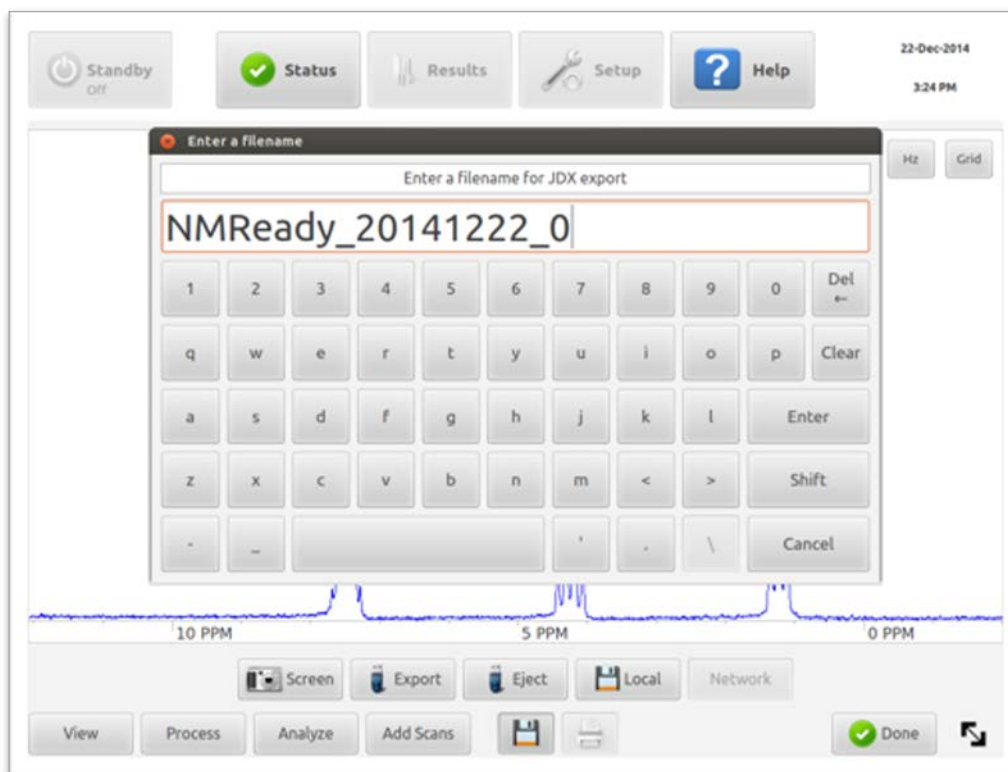 Standby
Off
Status
Results
Setup
Help
22-Dec-2014
3:24 PM
Enter a filename
Enter a filename for JDX export
Hz
Grid
NMReady_20141222_0
1 2 3 4 5 6 7 8 9 0 Del
←
q w e r t y u i o p Clear
a s d f g h j k l Enter
z x c v b n m < > Shift
- _ ' . \ Cancel
10 PPM
5 PPM
0 PPM
Screen
Export
Eject
Local
Network
View
Process
Analyze
Add Scans
Done